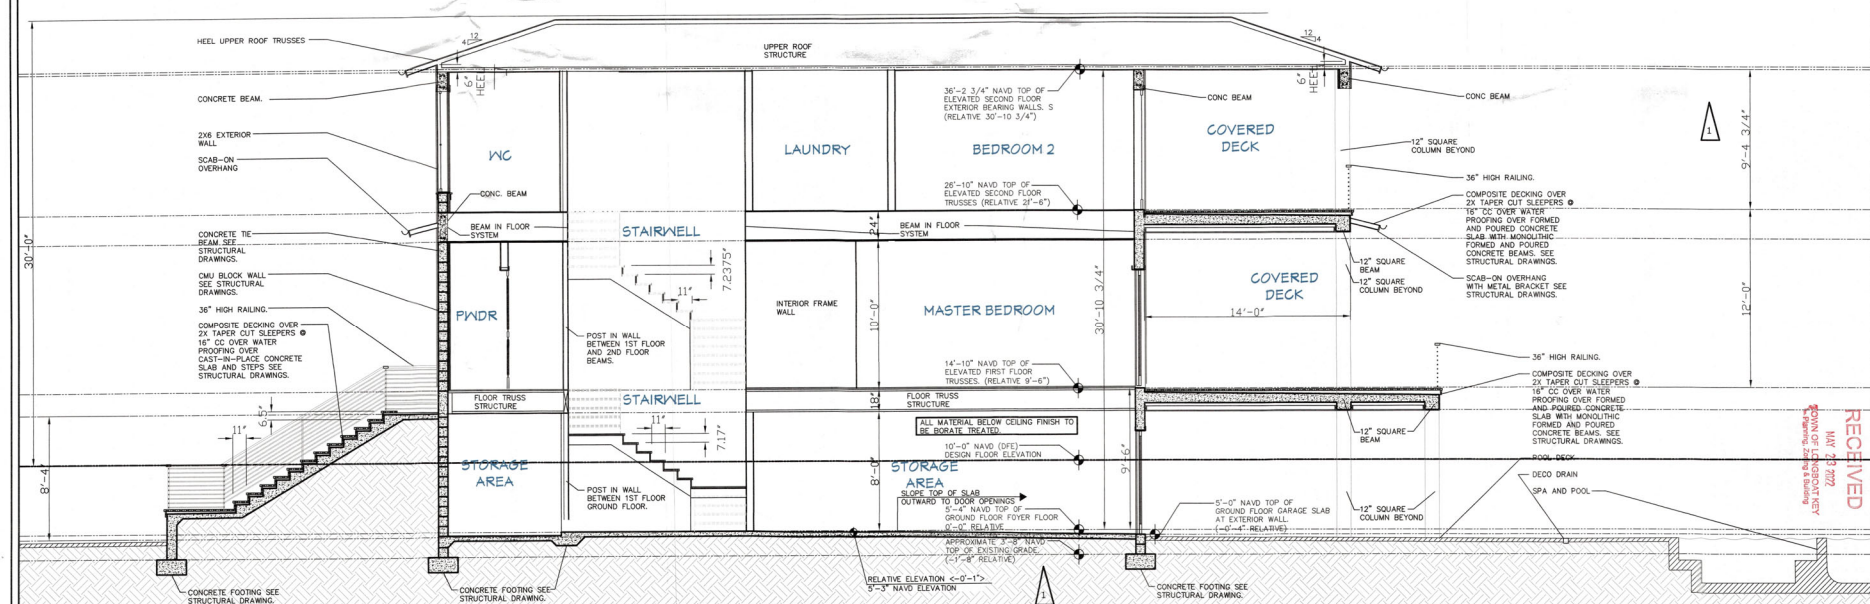 HEEL UPPER ROOF TRUSSES
12
4
UPPER ROOF
STRUCTURE
12
4
6"
HEEL
6"
HEEL
CONCRETE BEAM.
2X6 EXTERIOR
WALL
SCAB-ON
OVERHANG
WC
CONC. BEAM
LAUNDRY
36'-2 3/4" NAVD TOP OF
ELEVATED SECOND FLOOR
EXTERIOR BEARING WALLS. S
(RELATIVE 30'-10 3/4")
BEDROOM 2
26'-10" NAVD TOP OF
ELEVATED SECOND FLOOR
TRUSSES (RELATIVE 21'-6")
CONC BEAM
COVERED
DECK
CONC BEAM
12" SQUARE
COLUMN BEYOND
9'-4 3/4"
1
36" HIGH RAILING.
COMPOSITE DECKING OVER
2X TAPER CUT SLEEPERS @
16" CC OVER WATER
PROOFING OVER FORMED
AND POURED CONCRETE
SLAB WITH MONOLITHIC
FORMED AND POURED
CONCRETE BEAMS. SEE
STRUCTURAL DRAWINGS.
SCAB-ON OVERHANG
WITH METAL BRACKET SEE
STRUCTURAL DRAWINGS.
30'-0"
CONCRETE TIE
BEAM SEE
STRUCTURAL
DRAWINGS.
CMU BLOCK WALL
SEE STRUCTURAL
DRAWINGS.
36" HIGH RAILING.
COMPOSITE DECKING OVER
2X TAPER CUT SLEEPERS @
16" CC OVER WATER
PROOFING OVER
CAST-IN-PLACE CONCRETE
SLAB AND STEPS SEE
STRUCTURAL DRAWINGS.
BEAM IN FLOOR
SYSTEM
STAIRWELL
24"
BEAM IN FLOOR
SYSTEM
7.2375"
11"
PWDR
POST IN WALL
BETWEEN 1ST FLOOR
AND 2ND FLOOR
BEAMS.
INTERIOR FRAME
WALL
10'-0"
MASTER BEDROOM
30'-10 3/4"
14'-10" NAVD TOP OF
ELEVATED FIRST FLOOR
TRUSSES. (RELATIVE 9'-6")
12" SQUARE
BEAM
12" SQUARE
COLUMN BEYOND
COVERED
DECK
14'-0"
12'-0"
36" HIGH RAILING.
COMPOSITE DECKING OVER
2X TAPER CUT SLEEPERS @
16" CC OVER WATER
PROOFING OVER FORMED
AND POURED CONCRETE
SLAB WITH MONOLITHIC
FORMED AND POURED
CONCRETE BEAMS. SEE
STRUCTURAL DRAWINGS.
POOL DECK
DECO DRAIN
SPA AND POOL
FLOOR TRUSS
STRUCTURE
STAIRWELL
18"
FLOOR TRUSS
STRUCTURE
ALL MATERIAL BELOW CEILING FINISH TO
BE BORATE TREATED.
6.5"
11"
8'-4"
11"
7.17"
STORAGE
AREA
POST IN WALL
BETWEEN 1ST FLOOR
GROUND FLOOR.
8'-0"
10'-0" NAVD (DFE)
DESIGN FLOOR ELEVATION
STORAGE
AREA
SLOPE TOP OF SLAB
OUTWARD TO DOOR OPENINGS
5'-4" NAVD TOP OF
GROUND FLOOR FOYER FLOOR
0'-0" RELATIVE
APPROXIMATE 3'-8" NAVD
TOP OF EXISTING GRADE.
(-1'-8" RELATIVE)
9'-6"
12" SQUARE
BEAM
5'-0" NAVD TOP OF
GROUND FLOOR GARAGE SLAB
AT EXTERIOR WALL.
(-0'-4" RELATIVE)
12" SQUARE
COLUMN BEYOND
RELATIVE ELEVATION <-0'-1">
5'-3" NAVD ELEVATION
1
CONCRETE FOOTING SEE
STRUCTURAL DRAWING.
CONCRETE FOOTING SEE
STRUCTURAL DRAWING.
CONCRETE FOOTING SEE
STRUCTURAL DRAWING.
RECEIVED
MAY 23 2022
TOWN OF LONGBOAT KEY
Planning, Zoning & Building